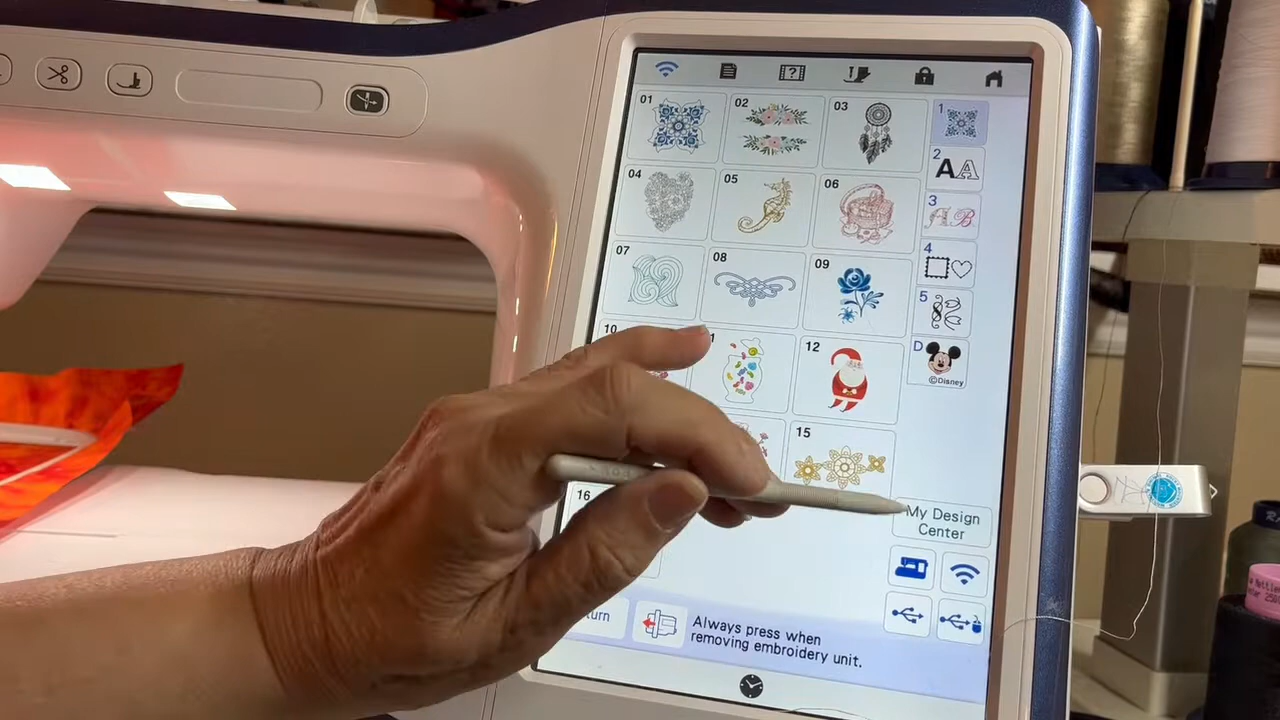 01
02
03
1
2
AA
04
05
06
3
AB
07
08
09
4
5
10
12
D
©Disney
15
16
My Design
Center
Always press when
removing embroidery unit.